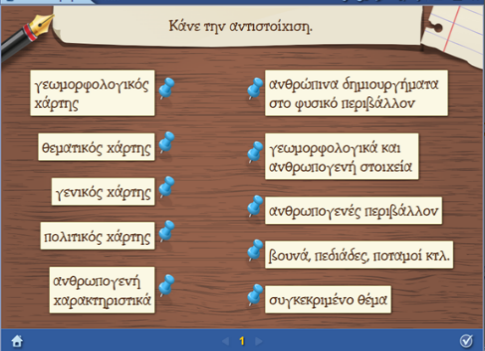 Κάνε την αντιστοίχιση.
γεωμορφολογικός
χάρτης
θεματικός χάρτης
γενικός χάρτης
πολιτικός χάρτης
ανθρωπογενή
χαρακτηριστικά
ανθρώπινα δημιουργήματα
στο φυσικό περιβάλλον
γεωμορφολογικά και
ανθρωπογενή στοιχεία
ανθρωπογενές περιβάλλον
βουνά, πεδιάδες, ποταμοί κτλ.
συγκεκριμένο θέμα
1